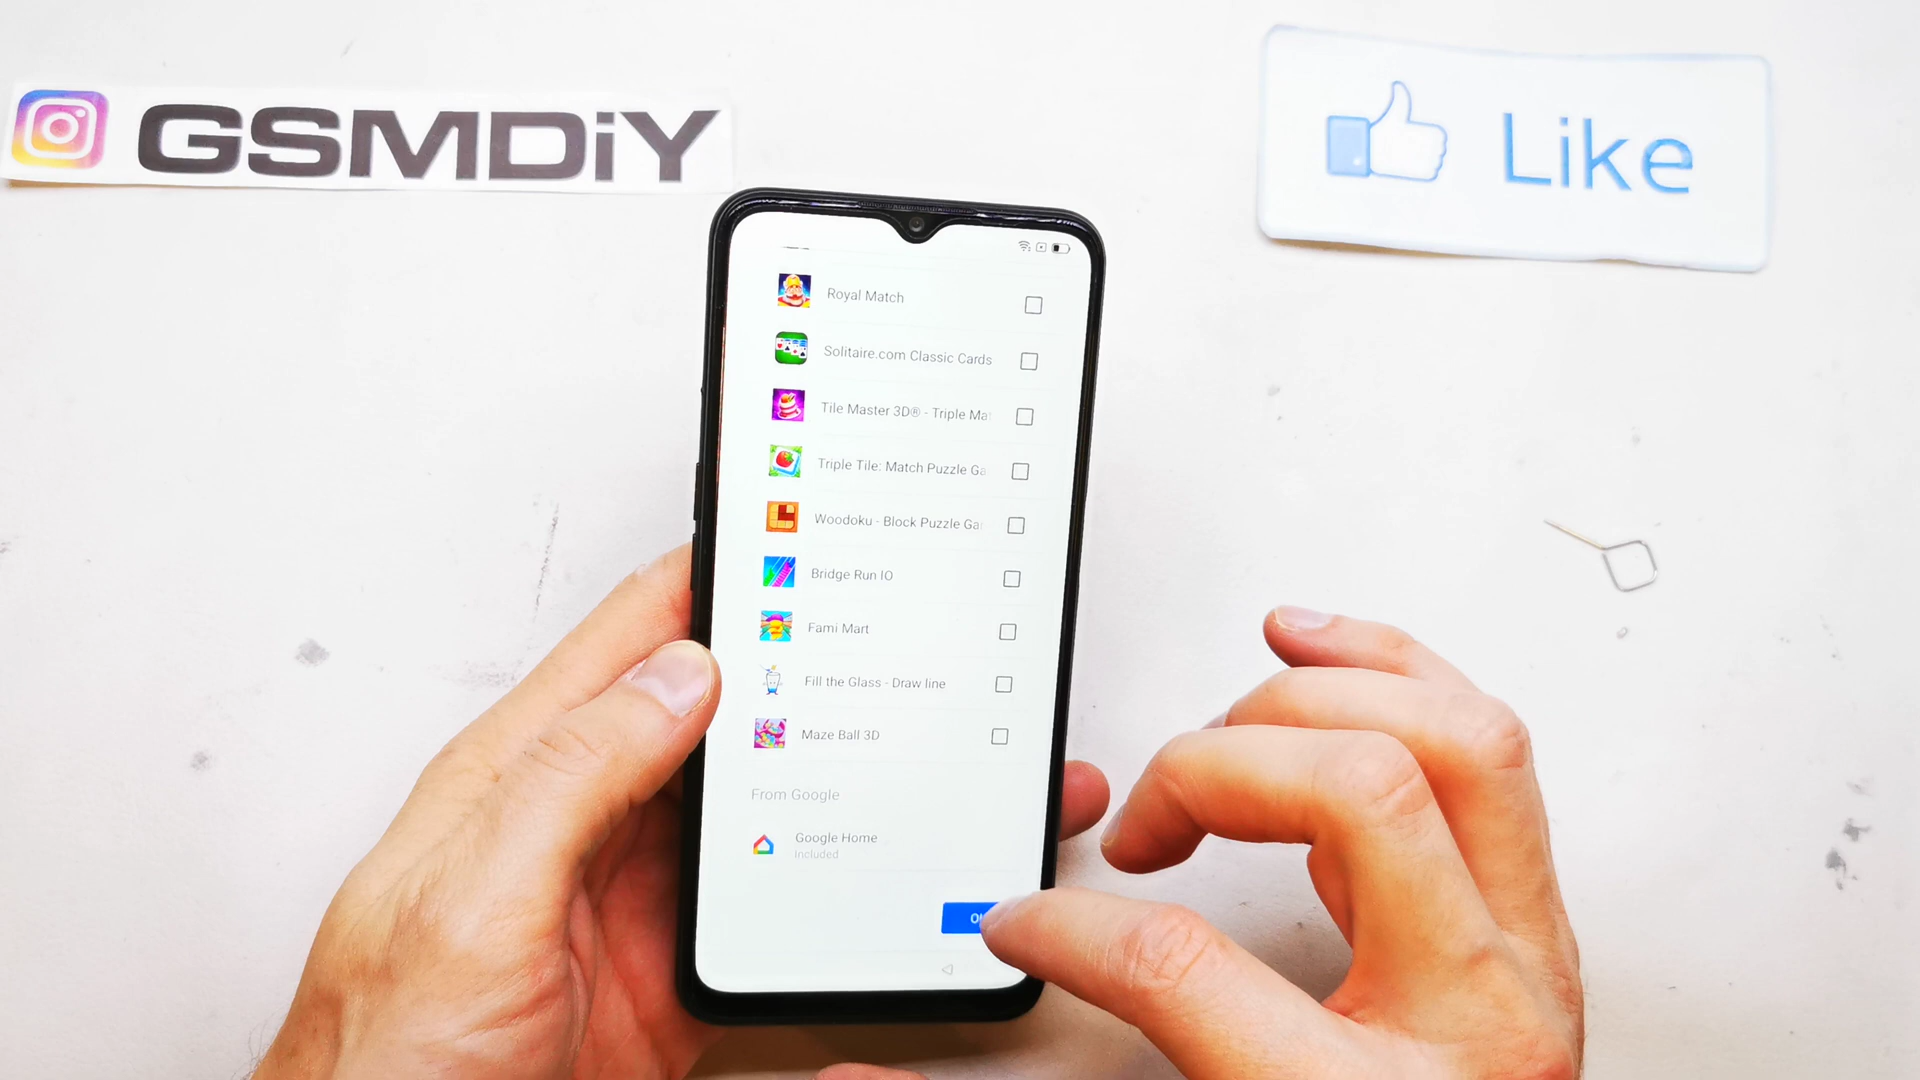 GSMDiY
Like
Royal Match
Solitaire.com Classic Cards
Tile Master 3D® - Triple Ma
Triple Tile: Match Puzzle Ga
Woodoku - Block Puzzle Ga
Bridge Run IO
Fami Mart
Fill the Glass - Draw line
Maze Ball 3D
From Google
Google Home
Included